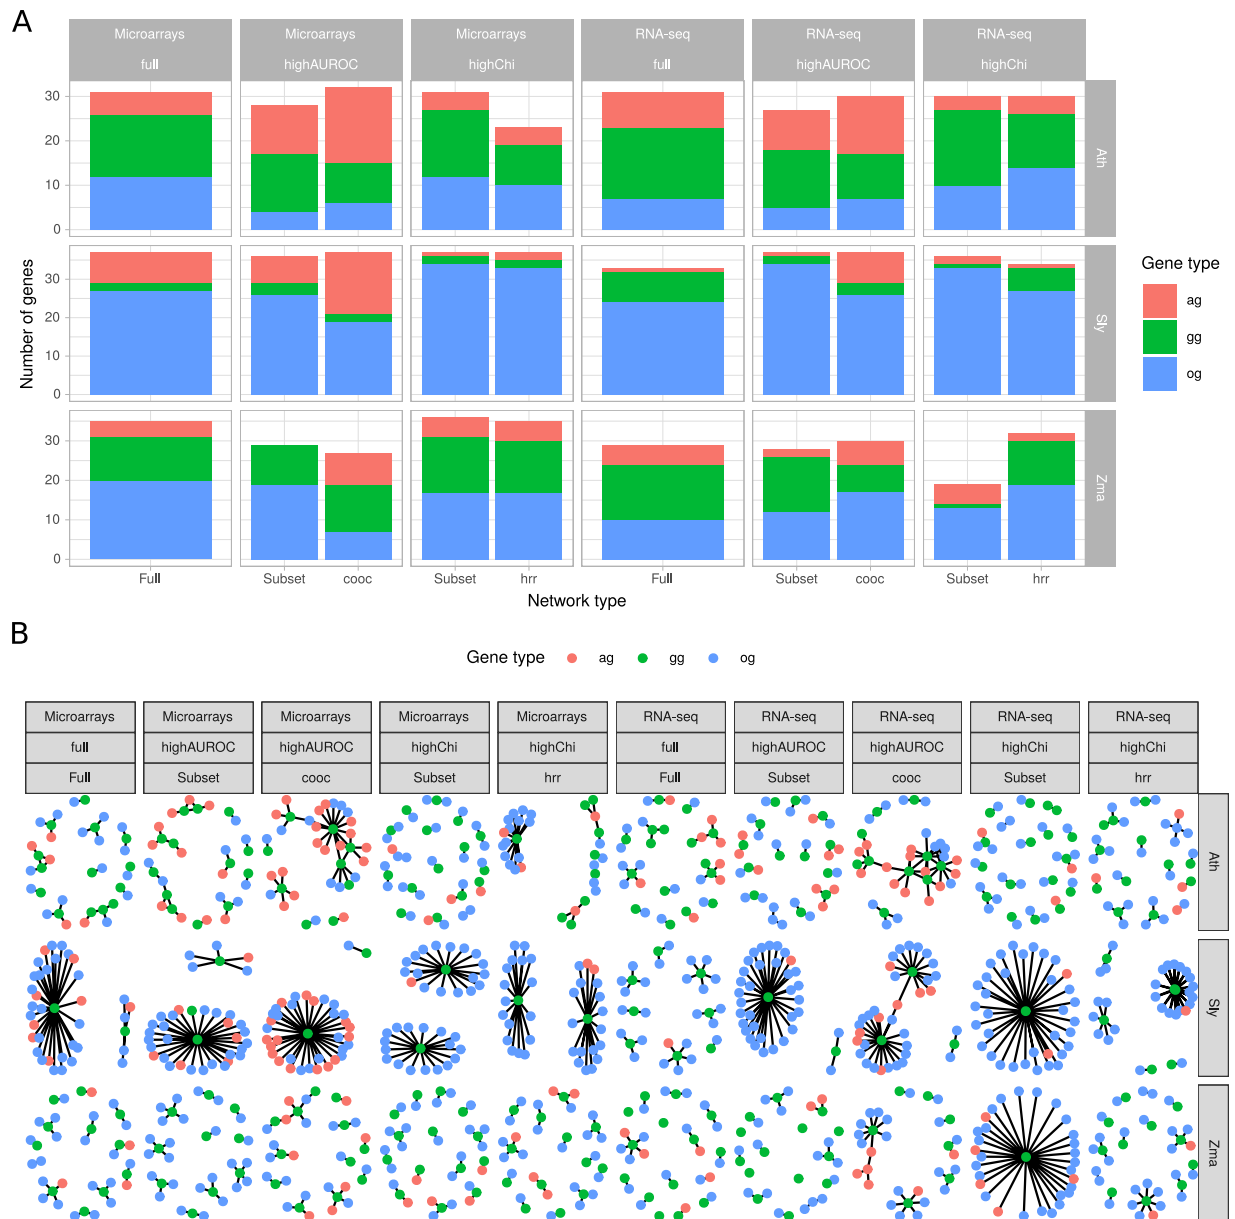 A
Microarrays Microarrays Microarrays RNA-seq RNA-seq RNA-seq
full highAUROC highChi full highAUROC highChi
30
20
10
0
Ath
30
20
10
0
Sly
30
20
10
0
Zma
Number of genes
Full Subset cooc Subset hrr Full Subset cooc Subset hrr
Network type
Gene type
ag
gg
og
B
Gene type ag gg og
Microarrays Microarrays Microarrays Microarrays Microarrays RNA-seq RNA-seq RNA-seq RNA-seq RNA-seq
full highAUROC highAUROC highChi highChi full highAUROC highAUROC highChi highChi
Full Subset cooc Subset hrr Full Subset cooc Subset hrr
Ath
Sly
Zma